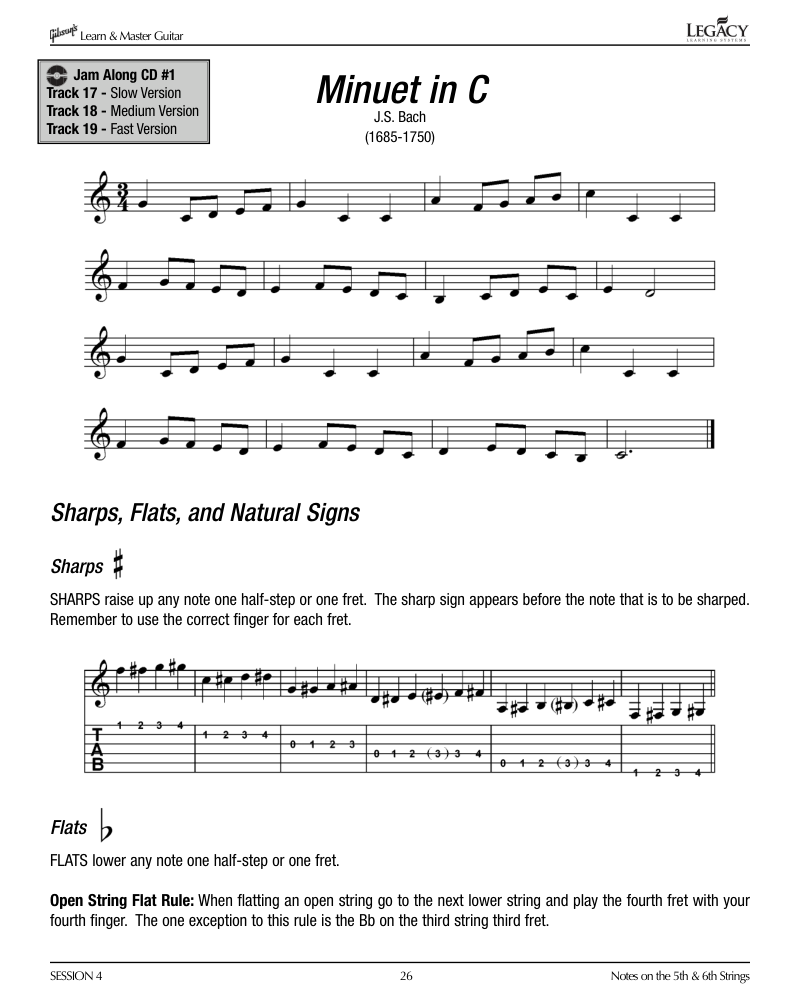 Gibson's Learn & Master Guitar
LEGACY
LEARNING SYSTEMS
Jam Along CD #1
Track 17 - Slow Version
Track 18 - Medium Version
Track 19 - Fast Version
Minuet in C
J.S. Bach
(1685-1750)
3
4
Sharps, Flats, and Natural Signs
Sharps ♯
SHARPS raise up any note one half-step or one fret.  The sharp sign appears before the note that is to be sharped.
Remember to use the correct finger for each fret.
T
A
B
1 2 3 4 1 2 3 4 0 1 2 3 0 1 2 (3) 3 4 0 1 2 (3) 3 4 1 2 3 4
Flats ♭
FLATS lower any note one half-step or one fret.
Open String Flat Rule: When flatting an open string go to the next lower string and play the fourth fret with your
fourth finger.  The one exception to this rule is the Bb on the third string third fret.
SESSION 4 26 Notes on the 5th & 6th Strings